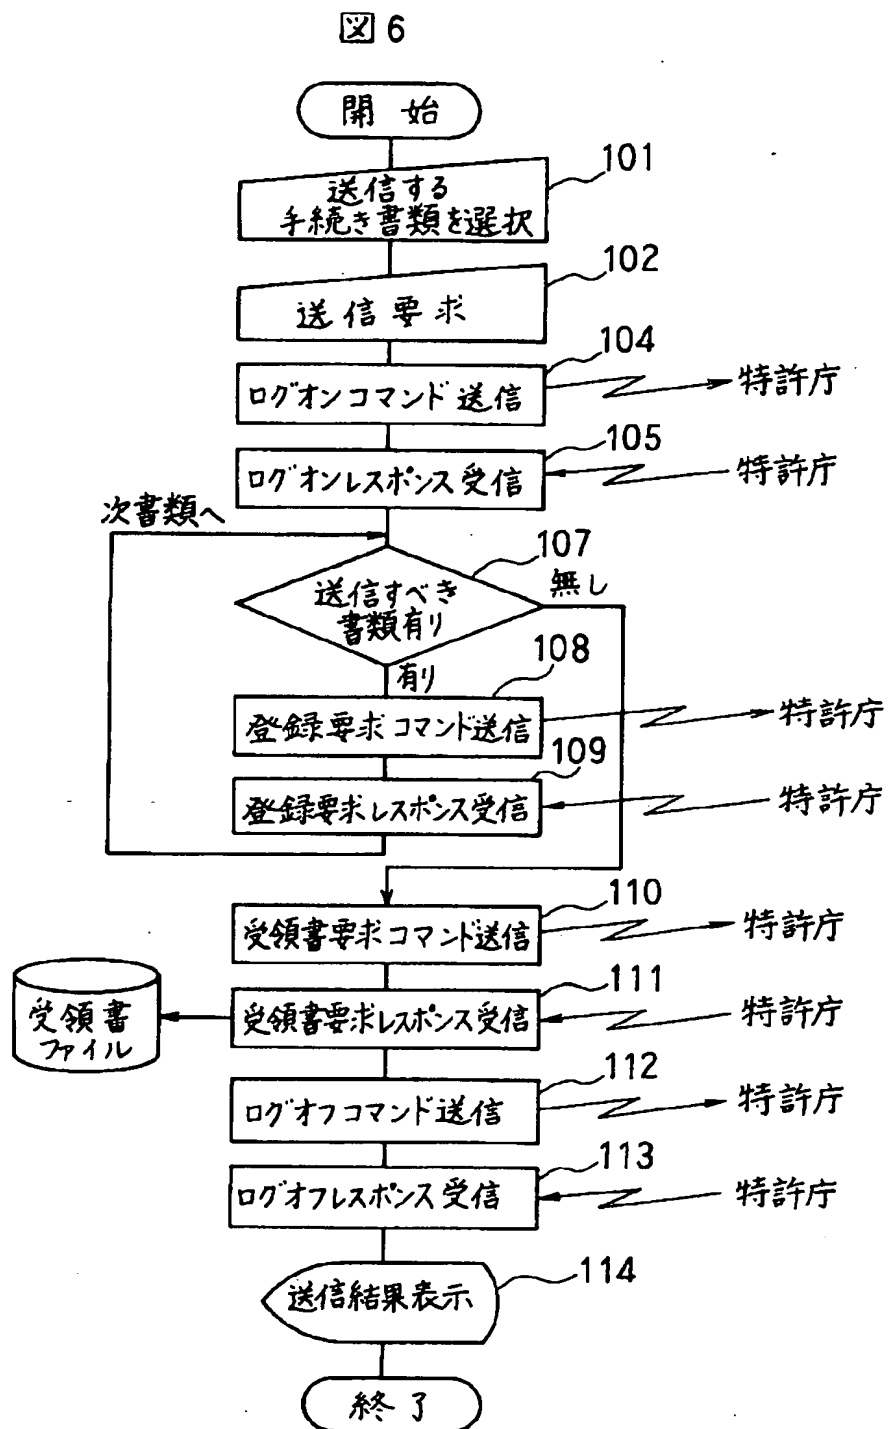 図6
開始
101
送信する
手続き書類を選択
102
送信要求
104
ログオンコマンド送信
特許庁
105
ログオンレスポンス受信
特許庁
次書類へ
107
送信すべき
書類有り
無し
有り
108
登録要求コマンド送信
特許庁
109
登録要求レスポンス受信
特許庁
110
受領書要求コマンド送信
特許庁
111
受領書要求レスポンス受信
特許庁
受領書
ファイル
112
ログオフコマンド送信
特許庁
113
ログオフレスポンス受信
特許庁
114
送信結果表示
終了